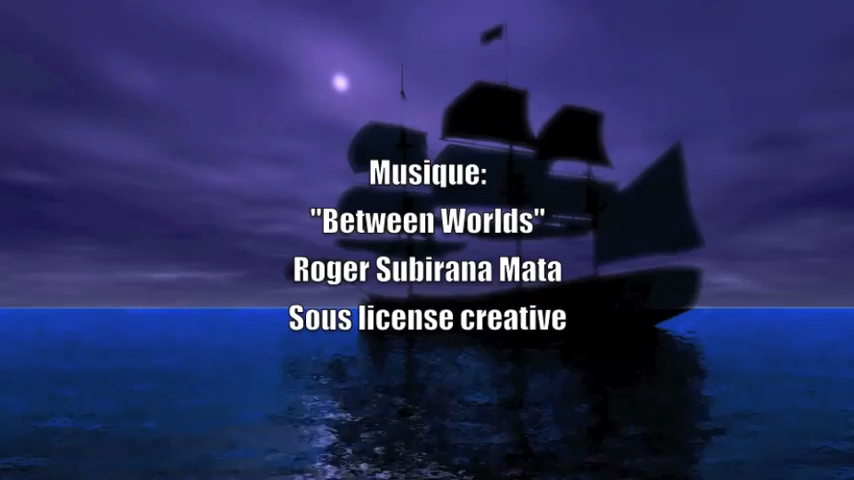 Musique:
"Between Worlds"
Roger Subirana Mata
Sous license creative